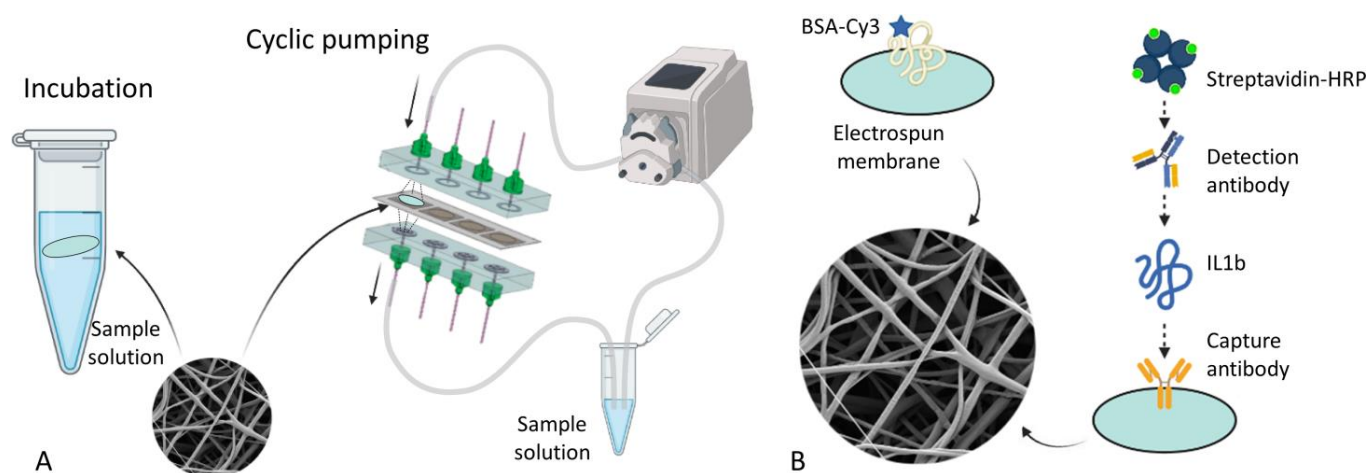 Incubation
Sample
solution
Cyclic pumping
Sample
solution
A
BSA-Cy3
Electrospun
membrane
Streptavidin-HRP
Detection
antibody
IL1b
Capture
antibody
B